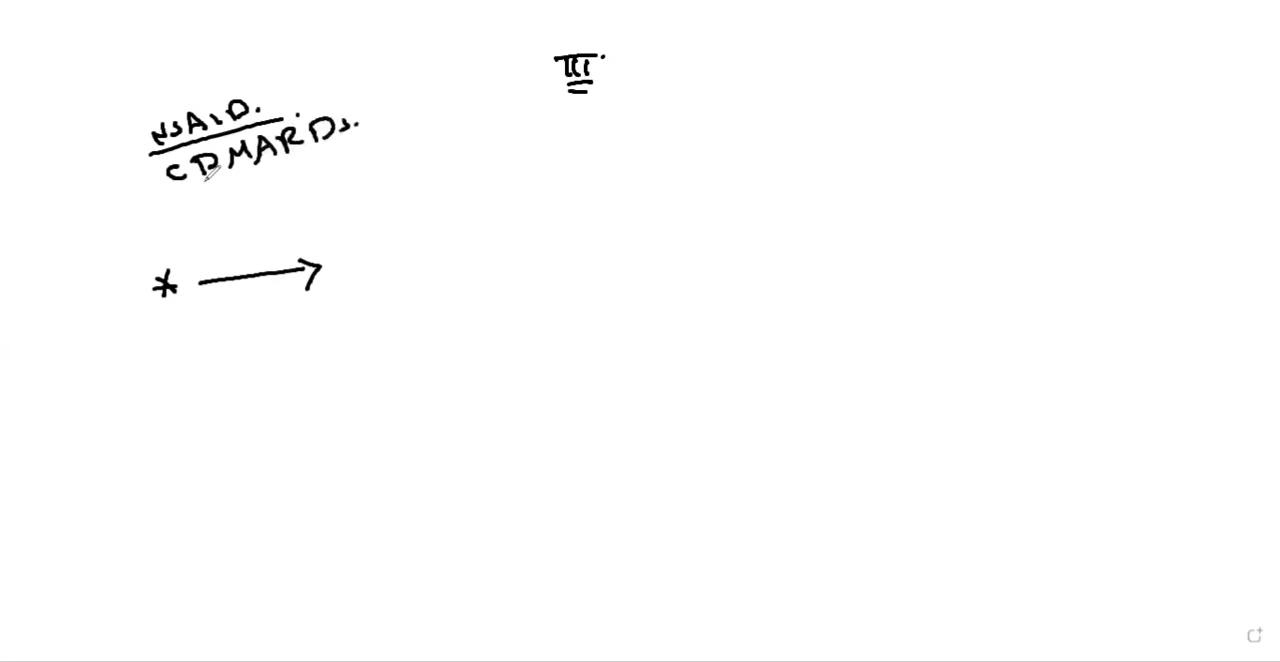 III.
NSAID.
CDMARDs.
* →